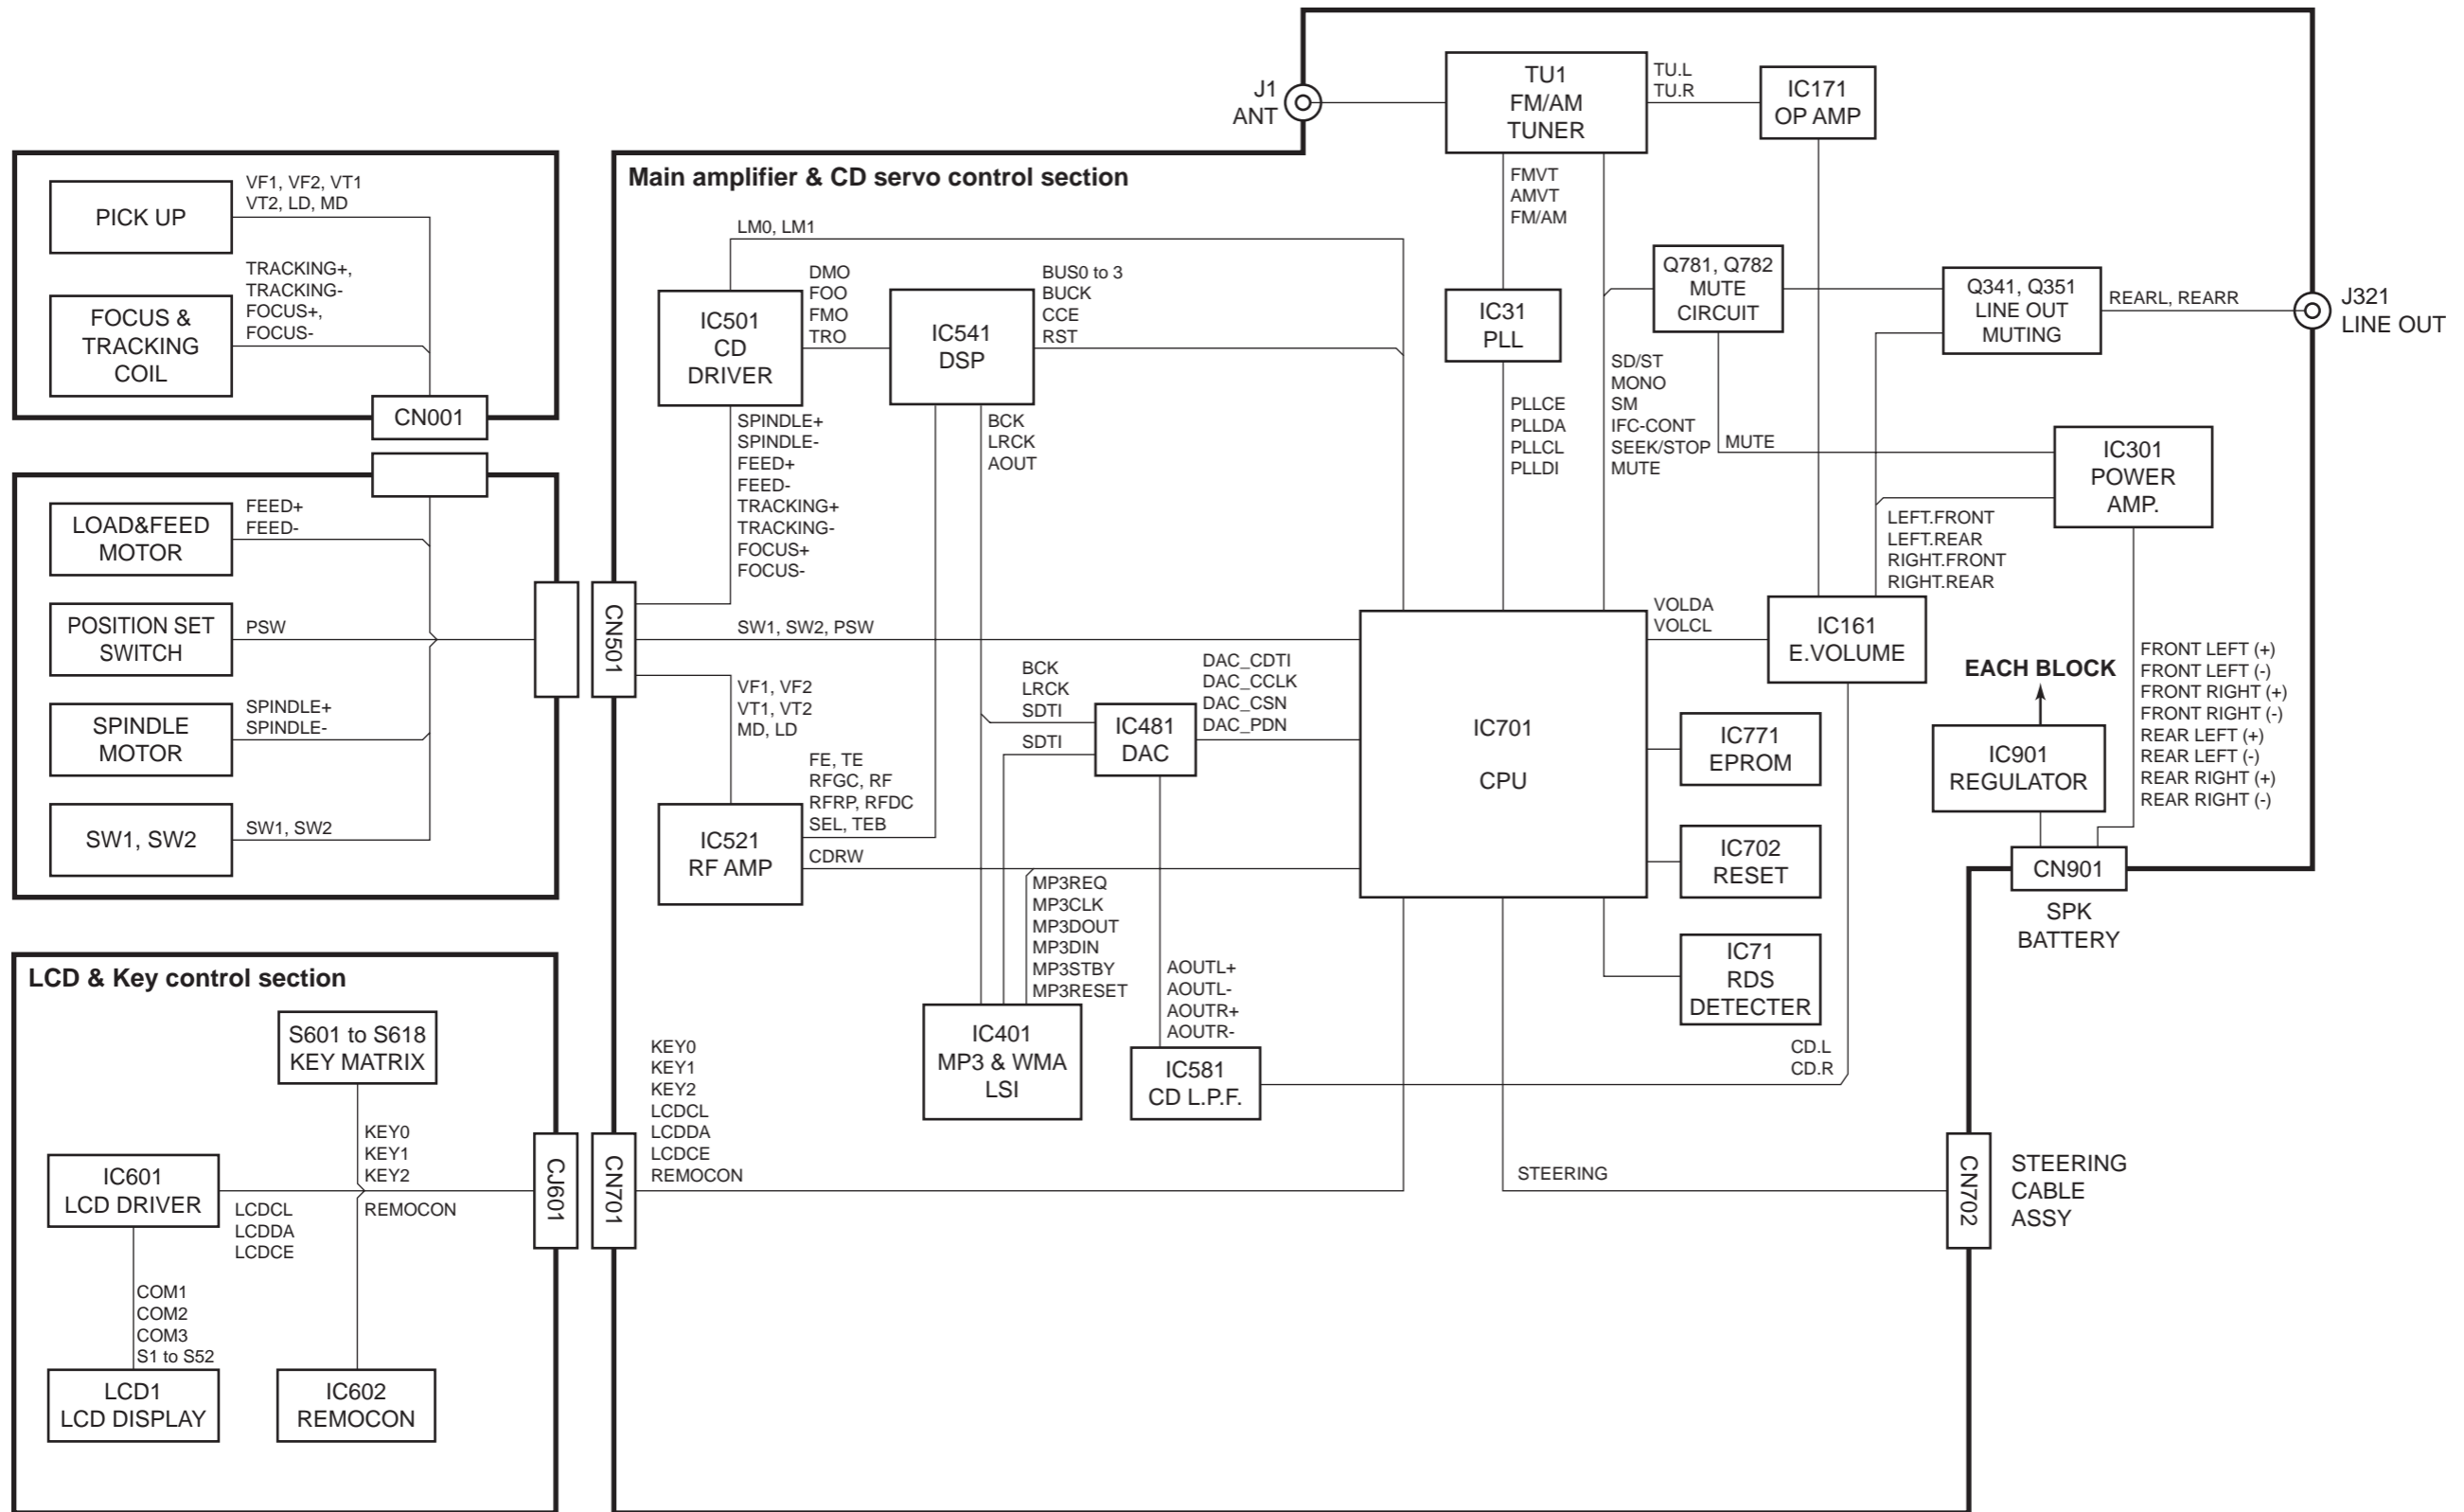 J1
ANT
TU1
FM/AM
TUNER
TU.L
TU.R
IC171
OP AMP
PICK UP
VF1, VF2, VT1
VT2, LD, MD
FOCUS &
TRACKING
COIL
TRACKING+,
TRACKING-
FOCUS+,
FOCUS-
CN001
LOAD&FEED
MOTOR
FEED+
FEED-
POSITION SET
SWITCH
PSW
SPINDLE
MOTOR
SPINDLE+
SPINDLE-
SW1, SW2
SW1, SW2
Main amplifier & CD servo control section
LM0, LM1
IC501
CD
DRIVER
DMO
FOO
FMO
TRO
IC541
DSP
BUS0 to 3
BUCK
CCE
RST
SPINDLE+
SPINDLE-
FEED+
FEED-
TRACKING+
TRACKING-
FOCUS+
FOCUS-
BCK
LRCK
AOUT
CN501
SW1, SW2, PSW
VF1, VF2
VT1, VT2
MD, LD
IC521
RF AMP
FE, TE
RFGC, RF
RFRP, RFDC
SEL, TEB
CDRW
BCK
LRCK
SDTI
SDTI
IC481
DAC
DAC_CDTI
DAC_CCLK
DAC_CSN
DAC_PDN
MP3REQ
MP3CLK
MP3DOUT
MP3DIN
MP3STBY
MP3RESET
IC401
MP3 & WMA
LSI
AOUTL+
AOUTL-
AOUTR+
AOUTR-
IC581
CD L.P.F.
CD.L
CD.R
FMVT
AMVT
FM/AM
IC31
PLL
PLLCE
PLLDA
PLLCL
PLLDI
SD/ST
MONO
SM
IFC-CONT
SEEK/STOP
MUTE
Q781, Q782
MUTE
CIRCUIT
MUTE
Q341, Q351
LINE OUT
MUTING
REARL, REARR
J321
LINE OUT
IC301
POWER
AMP.
LEFT.FRONT
LEFT.REAR
RIGHT.FRONT
RIGHT.REAR
IC701
CPU
VOLDA
VOLCL
IC161
E.VOLUME
IC771
EPROM
IC702
RESET
IC71
RDS
DETECTER
EACH BLOCK
IC901
REGULATOR
FRONT LEFT (+)
FRONT LEFT (-)
FRONT RIGHT (+)
FRONT RIGHT (-)
REAR LEFT (+)
REAR LEFT (-)
REAR RIGHT (+)
REAR RIGHT (-)
CN901
SPK
BATTERY
STEERING
CN702
STEERING
CABLE
ASSY
LCD & Key control section
S601 to S618
KEY MATRIX
KEY0
KEY1
KEY2
IC601
LCD DRIVER
LCDCL
LCDDA
LCDCE
REMOCON
COM1
COM2
COM3
S1 to S52
LCD1
LCD DISPLAY
IC602
REMOCON
CJ601
CN701
KEY0
KEY1
KEY2
LCDCL
LCDDA
LCDCE
REMOCON